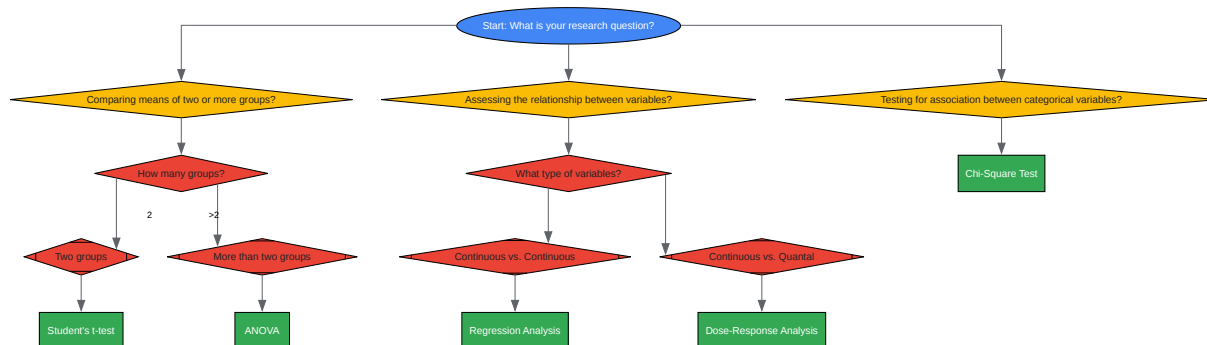 Start: What is your research question?
Comparing means of two or more groups?
Assessing the relationship between variables?
Testing for association between categorical variables?
How many groups?
What type of variables?
Chi-Square Test
2
>2
Two groups
More than two groups
Continuous vs. Continuous
Continuous vs. Quantal
Student's t-test
ANOVA
Regression Analysis
Dose-Response Analysis